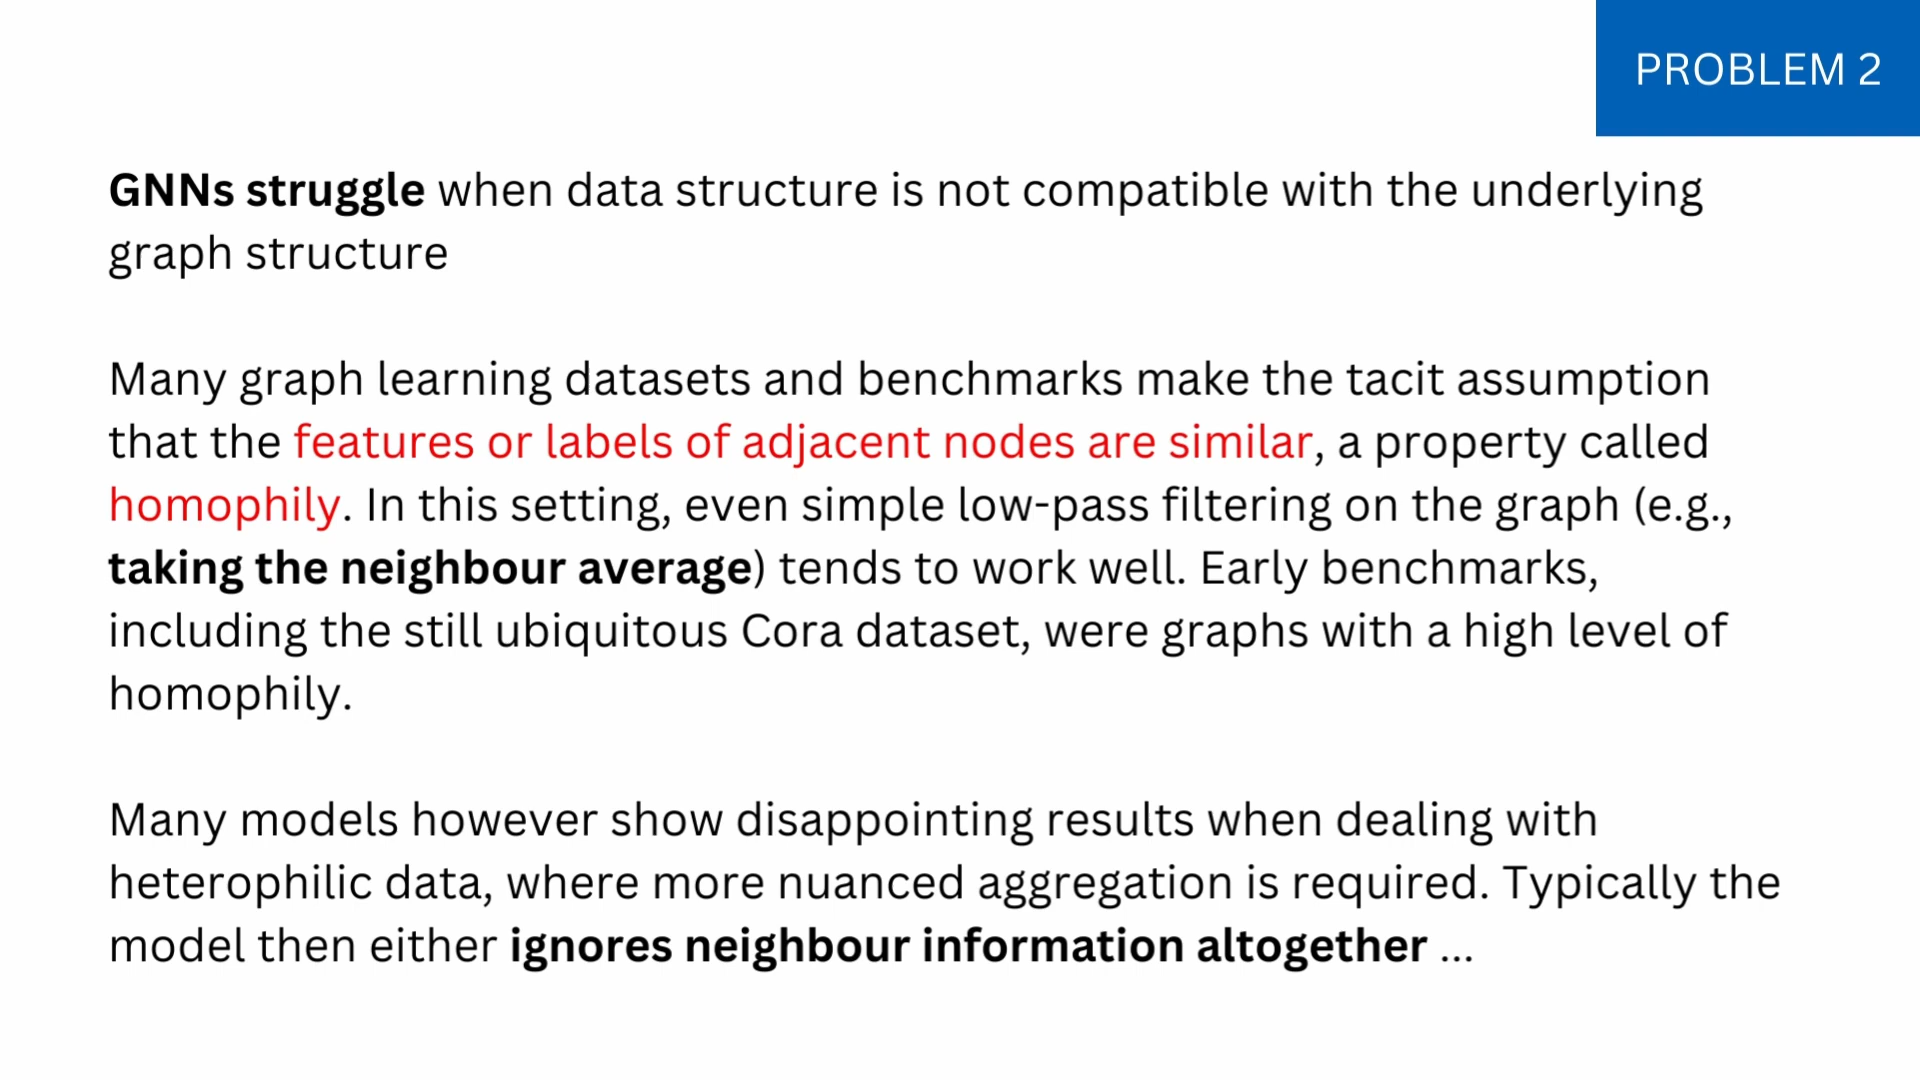 PROBLEM 2
GNNs struggle when data structure is not compatible with the underlying
graph structure
Many graph learning datasets and benchmarks make the tacit assumption
that the features or labels of adjacent nodes are similar, a property called
homophily. In this setting, even simple low-pass filtering on the graph (e.g.,
taking the neighbour average) tends to work well. Early benchmarks,
including the still ubiquitous Cora dataset, were graphs with a high level of
homophily.
Many models however show disappointing results when dealing with
heterophilic data, where more nuanced aggregation is required. Typically the
model then either ignores neighbour information altogether ...